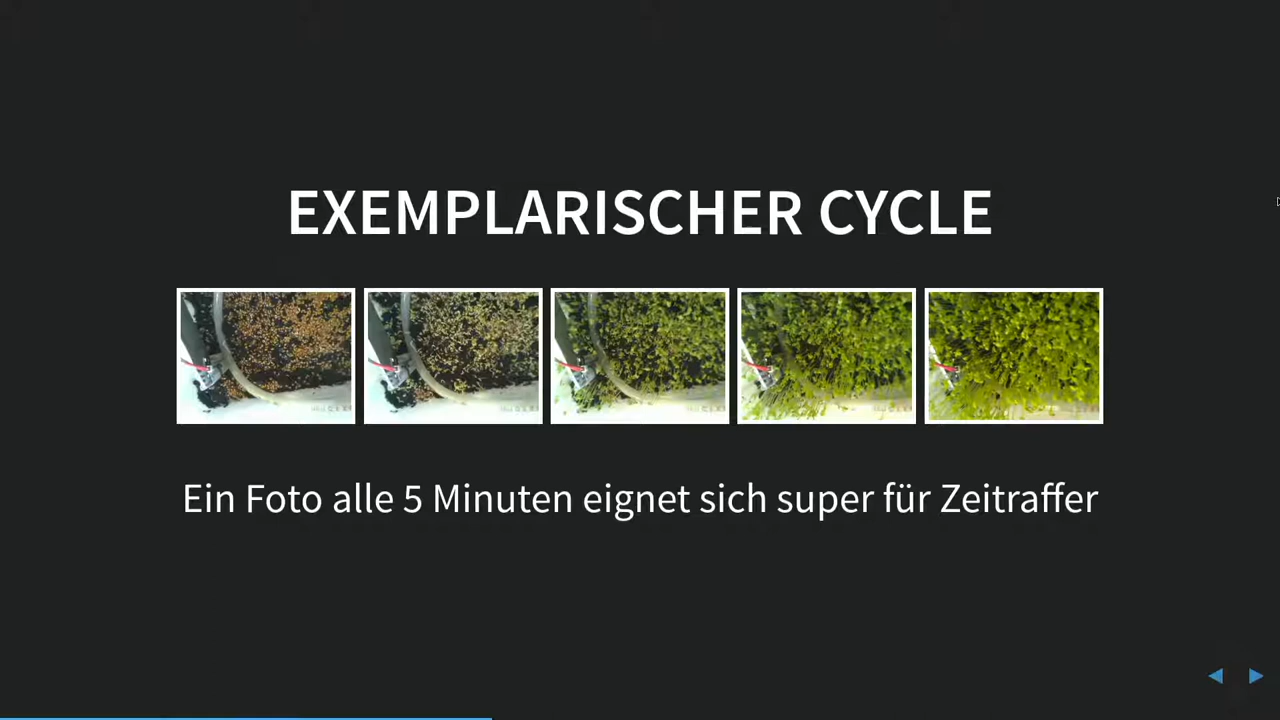 EXEMPLARISCHER CYCLE
Ein Foto alle 5 Minuten eignet sich super für Zeitraffer